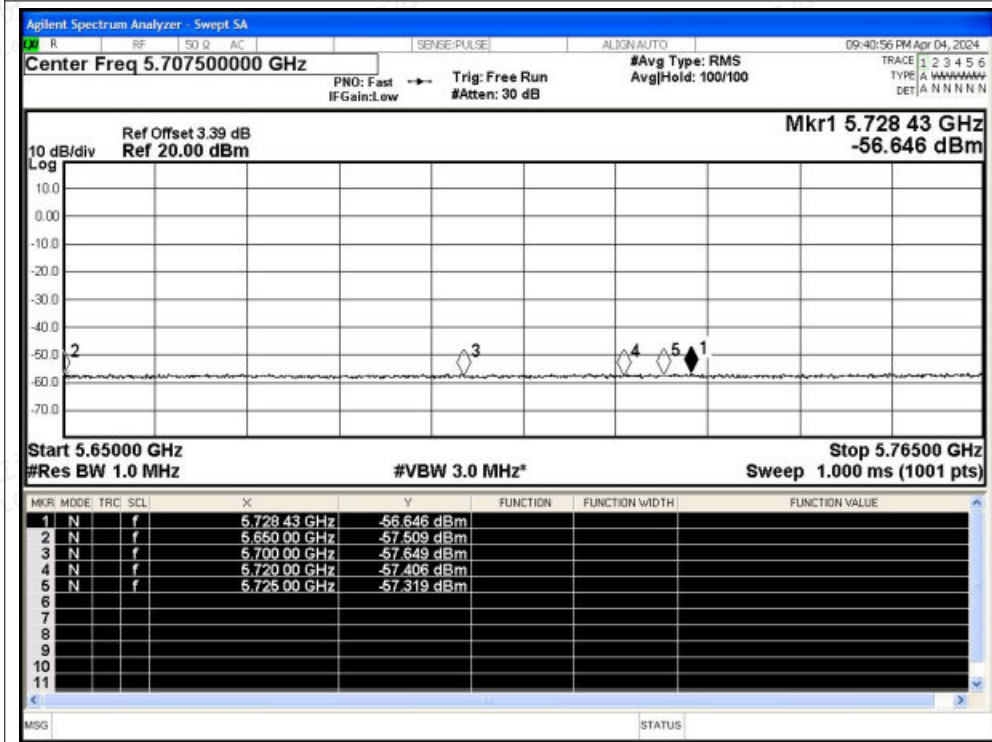 Agilent Spectrum Analyzer - Swept SA
R RF 50 Ω AC SENSE:PULSE ALIGN AUTO 09:40:56 PM Apr 04, 2024
Center Freq 5.707500000 GHz
PNO: Fast
IFGain:Low
Trig: Free Run
#Atten: 30 dB
#Avg Type: RMS
Avg|Hold: 100/100
TRACE 1 2 3 4 5 6
TYPE A
DET A N N N N N
Mkr1 5.728 43 GHz
-56.646 dBm
Ref Offset 3.39 dB
10 dB/div Ref 20.00 dBm
Log
10.0
0.00
-10.0
-20.0
-30.0
-40.0
-50.0
-60.0
-70.0
2 3 4 5 1
Start 5.65000 GHz Stop 5.76500 GHz
#Res BW 1.0 MHz #VBW 3.0 MHz* Sweep 1.000 ms (1001 pts)
MKR MODE TRC SCL X Y FUNCTION FUNCTION WIDTH FUNCTION VALUE
1 N f 5.728 43 GHz -56.646 dBm
2 N f 5.650 00 GHz -57.509 dBm
3 N f 5.700 00 GHz -57.649 dBm
4 N f 5.720 00 GHz -57.406 dBm
5 N f 5.725 00 GHz -57.319 dBm
6
7
8
9
10
11
MSG STATUS